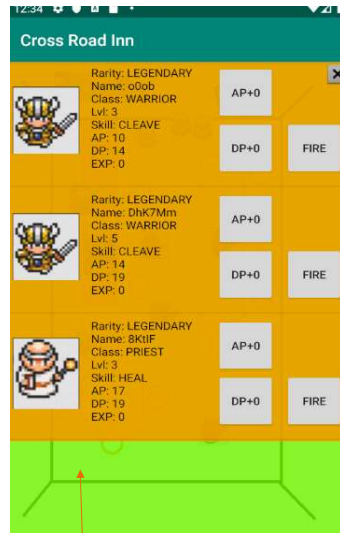 12:34
Cross Road Inn
Rarity: LEGENDARY
Name: o0ob
Class: WARRIOR
Lvl: 3
Skill: CLEAVE
AP: 10
DP: 14
EXP: 0
AP+0
DP+0
FIRE
X
Rarity: LEGENDARY
Name: DhK7Mm
Class: WARRIOR
Lvl: 5
Skill: CLEAVE
AP: 14
DP: 19
EXP: 0
AP+0
DP+0
FIRE
Rarity: LEGENDARY
Name: 8KtIF
Class: PRIEST
Lvl: 3
Skill: HEAL
AP: 17
DP: 19
EXP: 0
AP+0
DP+0
FIRE